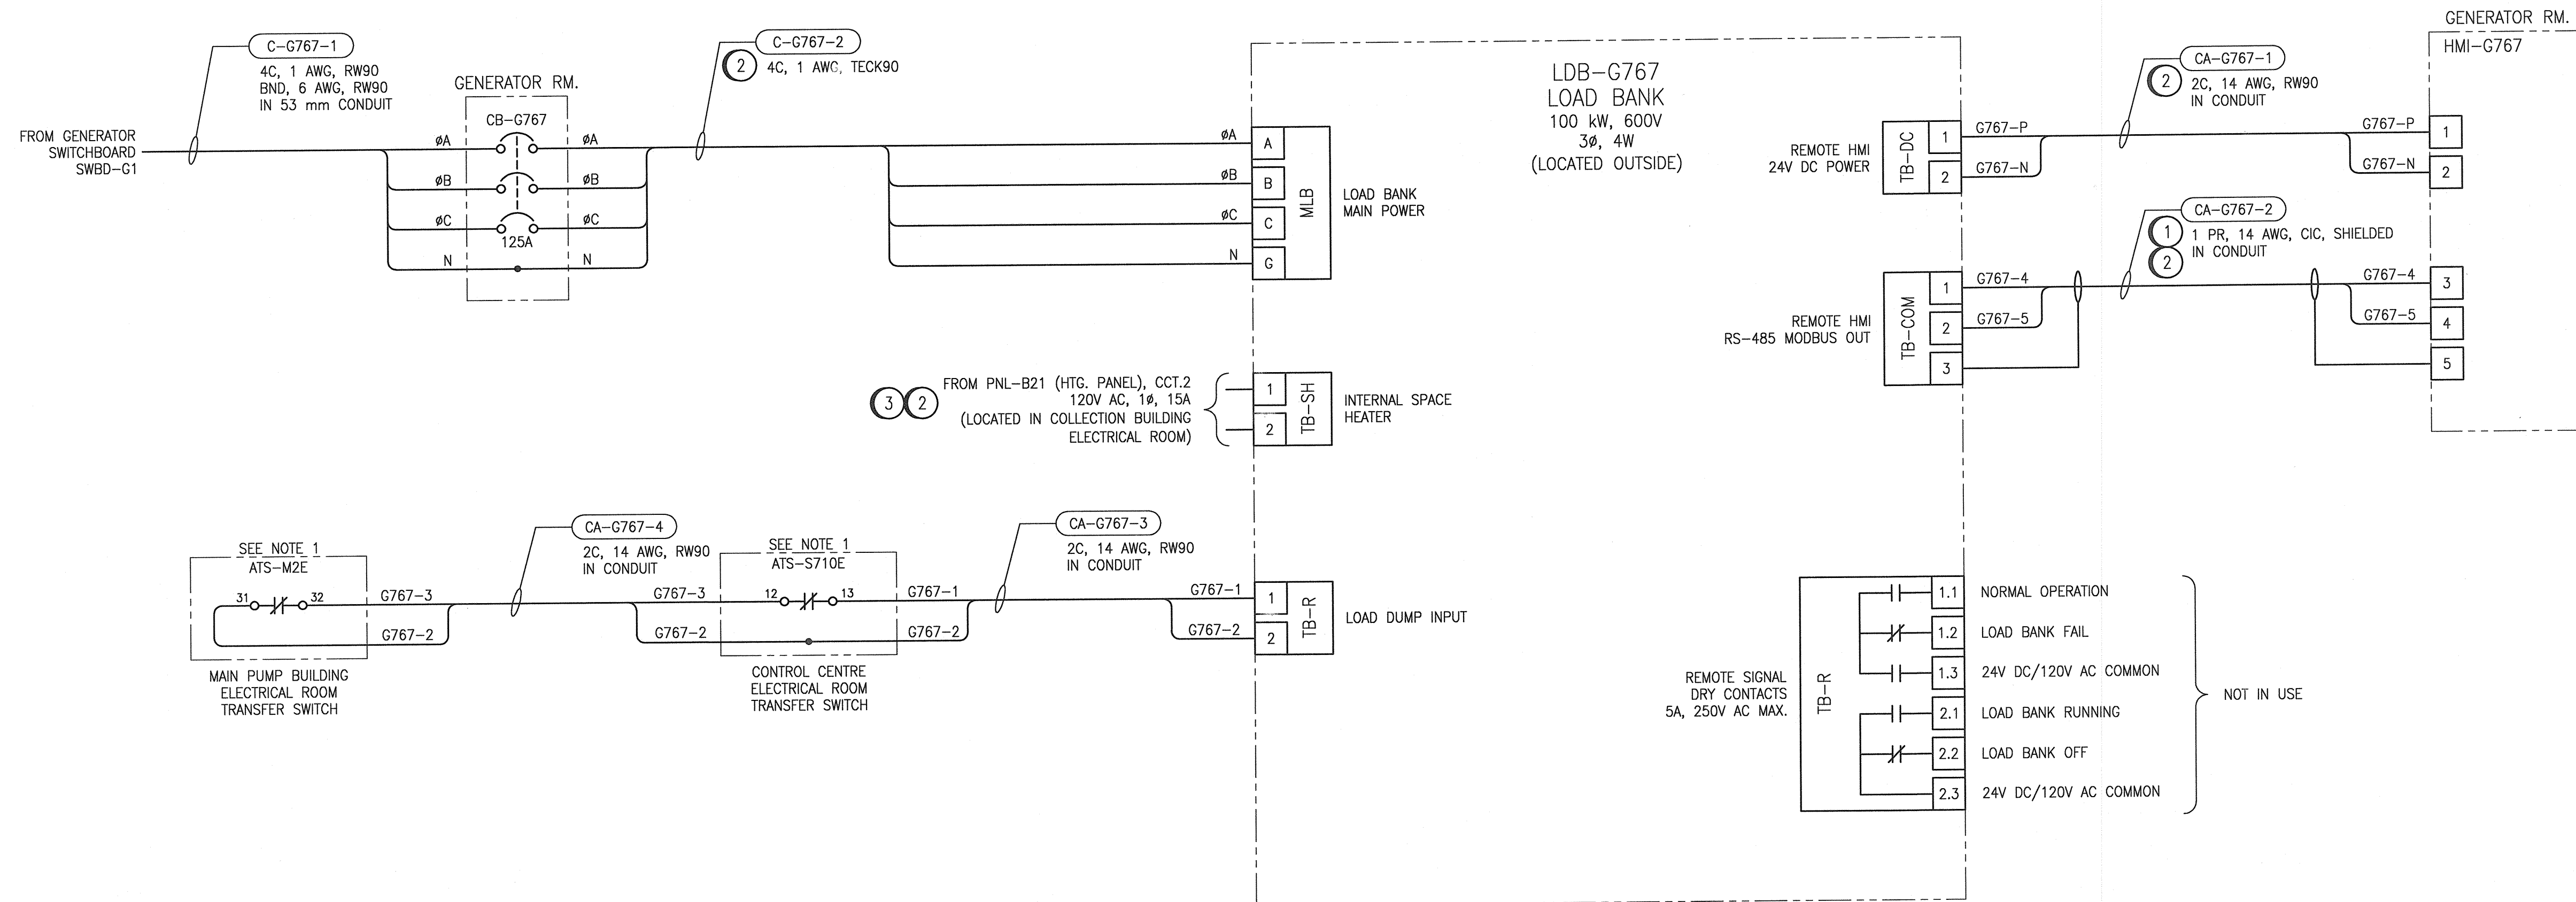 C-G767-1
4C, 1 AWG, RW90
BND, 6 AWG, RW90
IN 53 mm CONDUIT
FROM GENERATOR
SWITCHBOARD
SWBD-G1
GENERATOR RM.
CB-G767
øA
øA
øB
øB
øC
øC
125A
N
N
C-G767-2
2
4C, 1 AWG, TECK90
øA
øB
øC
N
A
B
C
G
MLB
LOAD BANK
MAIN POWER
LDB-G767
LOAD BANK
100 kW, 600V
3ø, 4W
(LOCATED OUTSIDE)
3
2
FROM PNL-B21 (HTG. PANEL), CCT.2
120V AC, 1ø, 15A
(LOCATED IN COLLECTION BUILDING
ELECTRICAL ROOM)
1
2
TB-SH
INTERNAL SPACE
HEATER
SEE NOTE 1
ATS-M2E
31
32
G767-3
G767-2
MAIN PUMP BUILDING
ELECTRICAL ROOM
TRANSFER SWITCH
CA-G767-4
2C, 14 AWG, RW90
IN CONDUIT
G767-3
G767-2
SEE NOTE 1
ATS-S710E
12
13
G767-1
G767-2
CONTROL CENTRE
ELECTRICAL ROOM
TRANSFER SWITCH
CA-G767-3
2C, 14 AWG, RW90
IN CONDUIT
G767-1
G767-2
1
2
TB-R
LOAD DUMP INPUT
REMOTE HMI
24V DC POWER
TB-DC
1
2
G767-P
G767-N
CA-G767-1
2
2C, 14 AWG, RW90
IN CONDUIT
G767-P
G767-N
GENERATOR RM.
HMI-G767
1
2
REMOTE HMI
RS-485 MODBUS OUT
TB-COM
1
2
3
G767-4
G767-5
CA-G767-2
1
2
1 PR, 14 AWG, CIC, SHIELDED
IN CONDUIT
G767-4
G767-5
3
4
5
REMOTE SIGNAL
DRY CONTACTS
5A, 250V AC MAX.
TB-R
1.1
NORMAL OPERATION
1.2
LOAD BANK FAIL
1.3
24V DC/120V AC COMMON
2.1
LOAD BANK RUNNING
2.2
LOAD BANK OFF
2.3
24V DC/120V AC COMMON
NOT IN USE